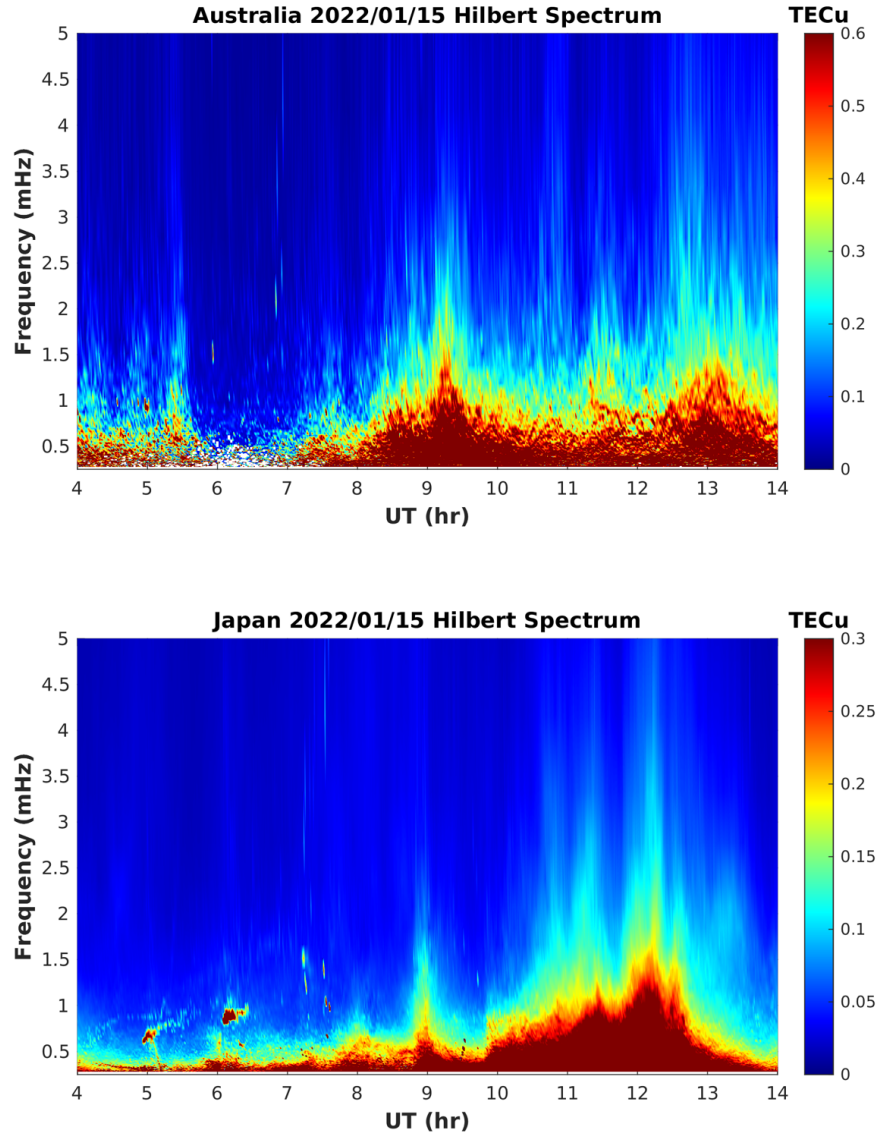 Australia 2022/01/15 Hilbert Spectrum TECu
5 0.6
4.5
4 0.5
3.5
3 0.4
Frequency (mHz)
2.5 0.3
2
1.5 0.2
1 0.1
0.5
0
4 5 6 7 8 9 10 11 12 13 14
UT (hr)
Japan 2022/01/15 Hilbert Spectrum TECu
5 0.3
4.5
4 0.25
3.5
3 0.2
Frequency (mHz)
2.5 0.15
2
1.5 0.1
1 0.05
0.5
0
4 5 6 7 8 9 10 11 12 13 14
UT (hr)